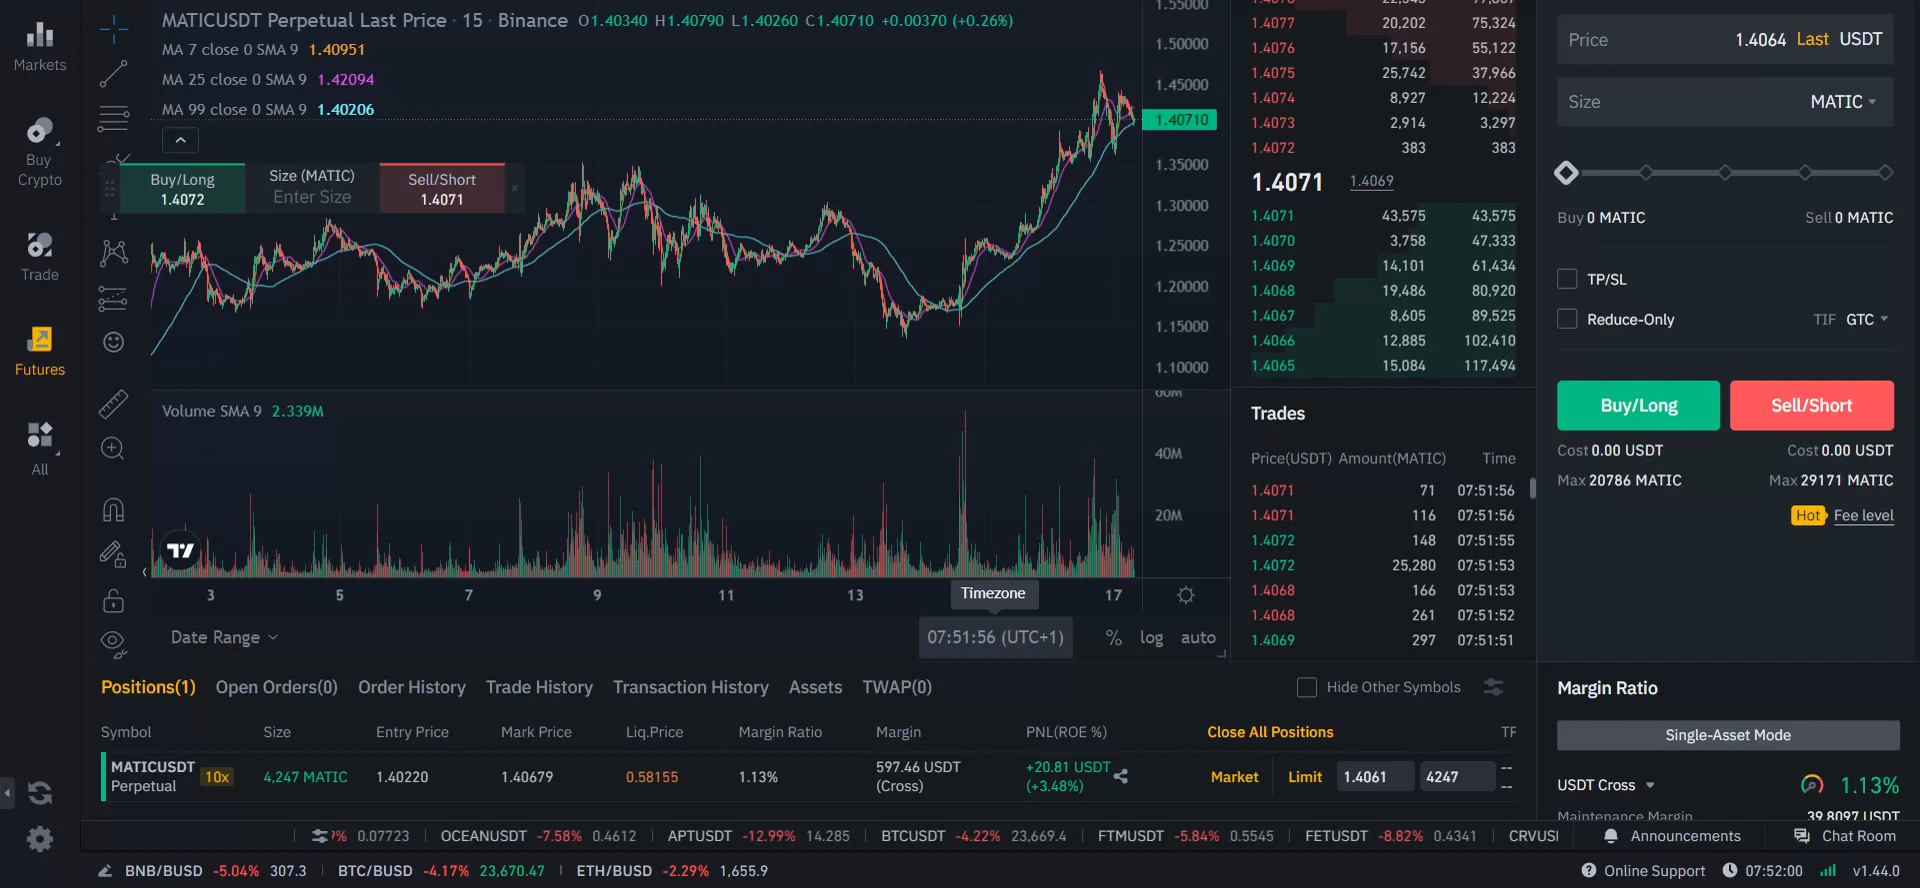 Markets
Buy
Crypto
Trade
Futures
All
MATICUSDT Perpetual Last Price · 15 · Binance O1.40340 H1.40790 L1.40260 C1.40710 +0.00370 (+0.26%)
MA 7 close 0 SMA 9 1.40951
MA 25 close 0 SMA 9 1.42094
MA 99 close 0 SMA 9 1.40206
Buy/Long
1.4072
Size (MATIC)
Enter Size
Sell/Short
1.4071
1.55000
1.50000
1.45000
1.40710
1.35000
1.30000
1.25000
1.20000
1.15000
1.10000
Volume SMA 9 2.339M
60M
40M
20M
3 5 7 9 11 13 17
Timezone
Date Range
07:51:56 (UTC+1)
% log auto
1.4077 20,202 75,324
1.4076 17,156 55,122
1.4075 25,742 37,966
1.4074 8,927 12,224
1.4073 2,914 3,297
1.4072 383 383
1.4071 1.4069
1.4071 43,575 43,575
1.4070 3,758 47,333
1.4069 14,101 61,434
1.4068 19,486 80,920
1.4067 8,605 89,525
1.4066 12,885 102,410
1.4065 15,084 117,494
Trades
Price(USDT) Amount(MATIC) Time
1.4071 71 07:51:56
1.4071 116 07:51:56
1.4072 148 07:51:55
1.4072 25,280 07:51:53
1.4068 166 07:51:53
1.4068 261 07:51:52
1.4069 297 07:51:51
Price 1.4064 Last USDT
Size MATIC
Buy 0 MATIC Sell 0 MATIC
TP/SL
Reduce-Only TIF GTC
Buy/Long Sell/Short
Cost 0.00 USDT Cost 0.00 USDT
Max 20786 MATIC Max 29171 MATIC
Hot Fee level
Positions(1) Open Orders(0) Order History Trade History Transaction History Assets TWAP(0) Hide Other Symbols
Symbol Size Entry Price Mark Price Liq.Price Margin Ratio Margin PNL(ROE %) Close All Positions
MATICUSDT
Perpetual
10x
4,247 MATIC 1.40220 1.40679 0.58155 1.13%
597.46 USDT
(Cross)
+20.81 USDT
(+3.48%)
Market Limit 1.4061 4247 --
--
Margin Ratio
Single-Asset Mode
USDT Cross 1.13%
Maintenance Margin 39.8097 USDT
0.07723 OCEANUSDT -7.58% 0.4612 APTUSDT -12.99% 14.285 BTCUSDT -4.22% 23,669.4 FTMUSDT -5.84% 0.5545 FETUSDT -8.82% 0.4341
Announcements Chat Room
BNB/BUSD -5.04% 307.3 BTC/BUSD -4.17% 23,670.47 ETH/BUSD -2.29% 1,655.9
Online Support 07:52:00 v1.44.0